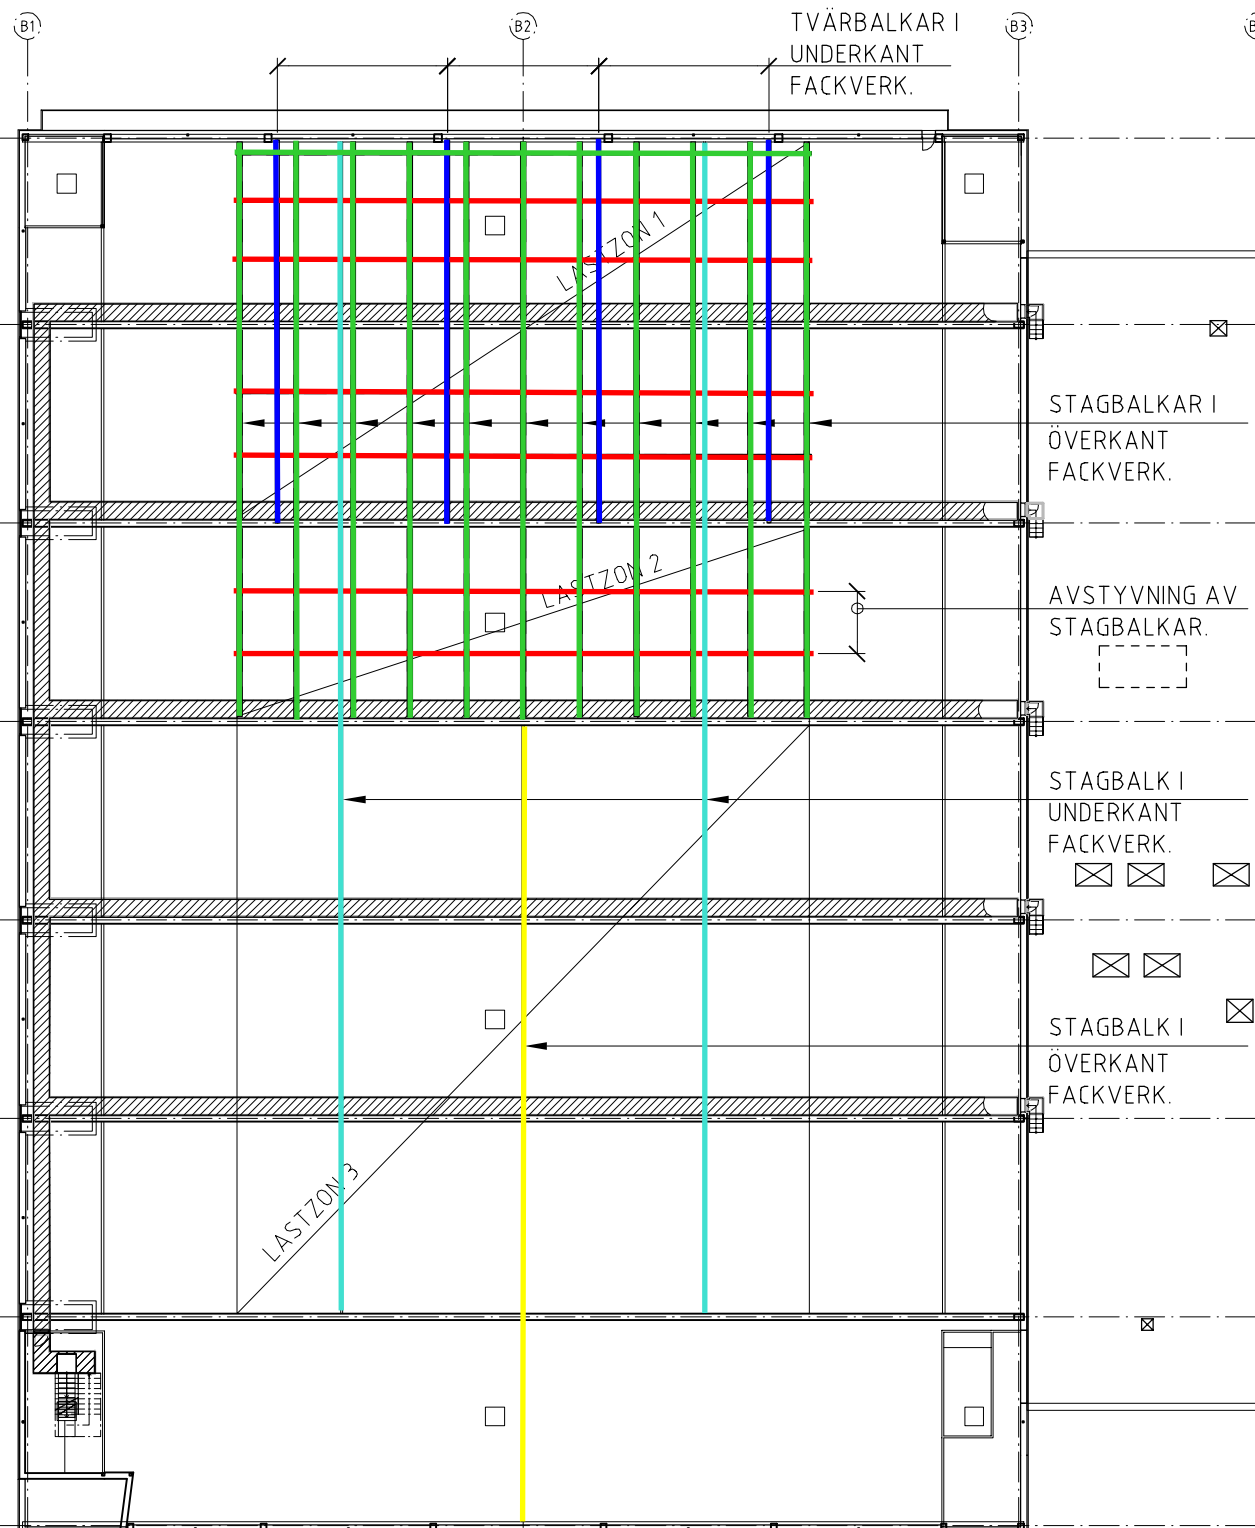 B1
B2
B3
TVÄRBALKAR I
UNDERKANT
FACKVERK.
LASTZON 1
STAGBALKAR I
ÖVERKANT
FACKVERK.
LASTZON 2
AVSTYVNING AV
STAGBALKAR.
STAGBALK I
UNDERKANT
FACKVERK.
STAGBALK I
ÖVERKANT
FACKVERK.
LASTZON 3